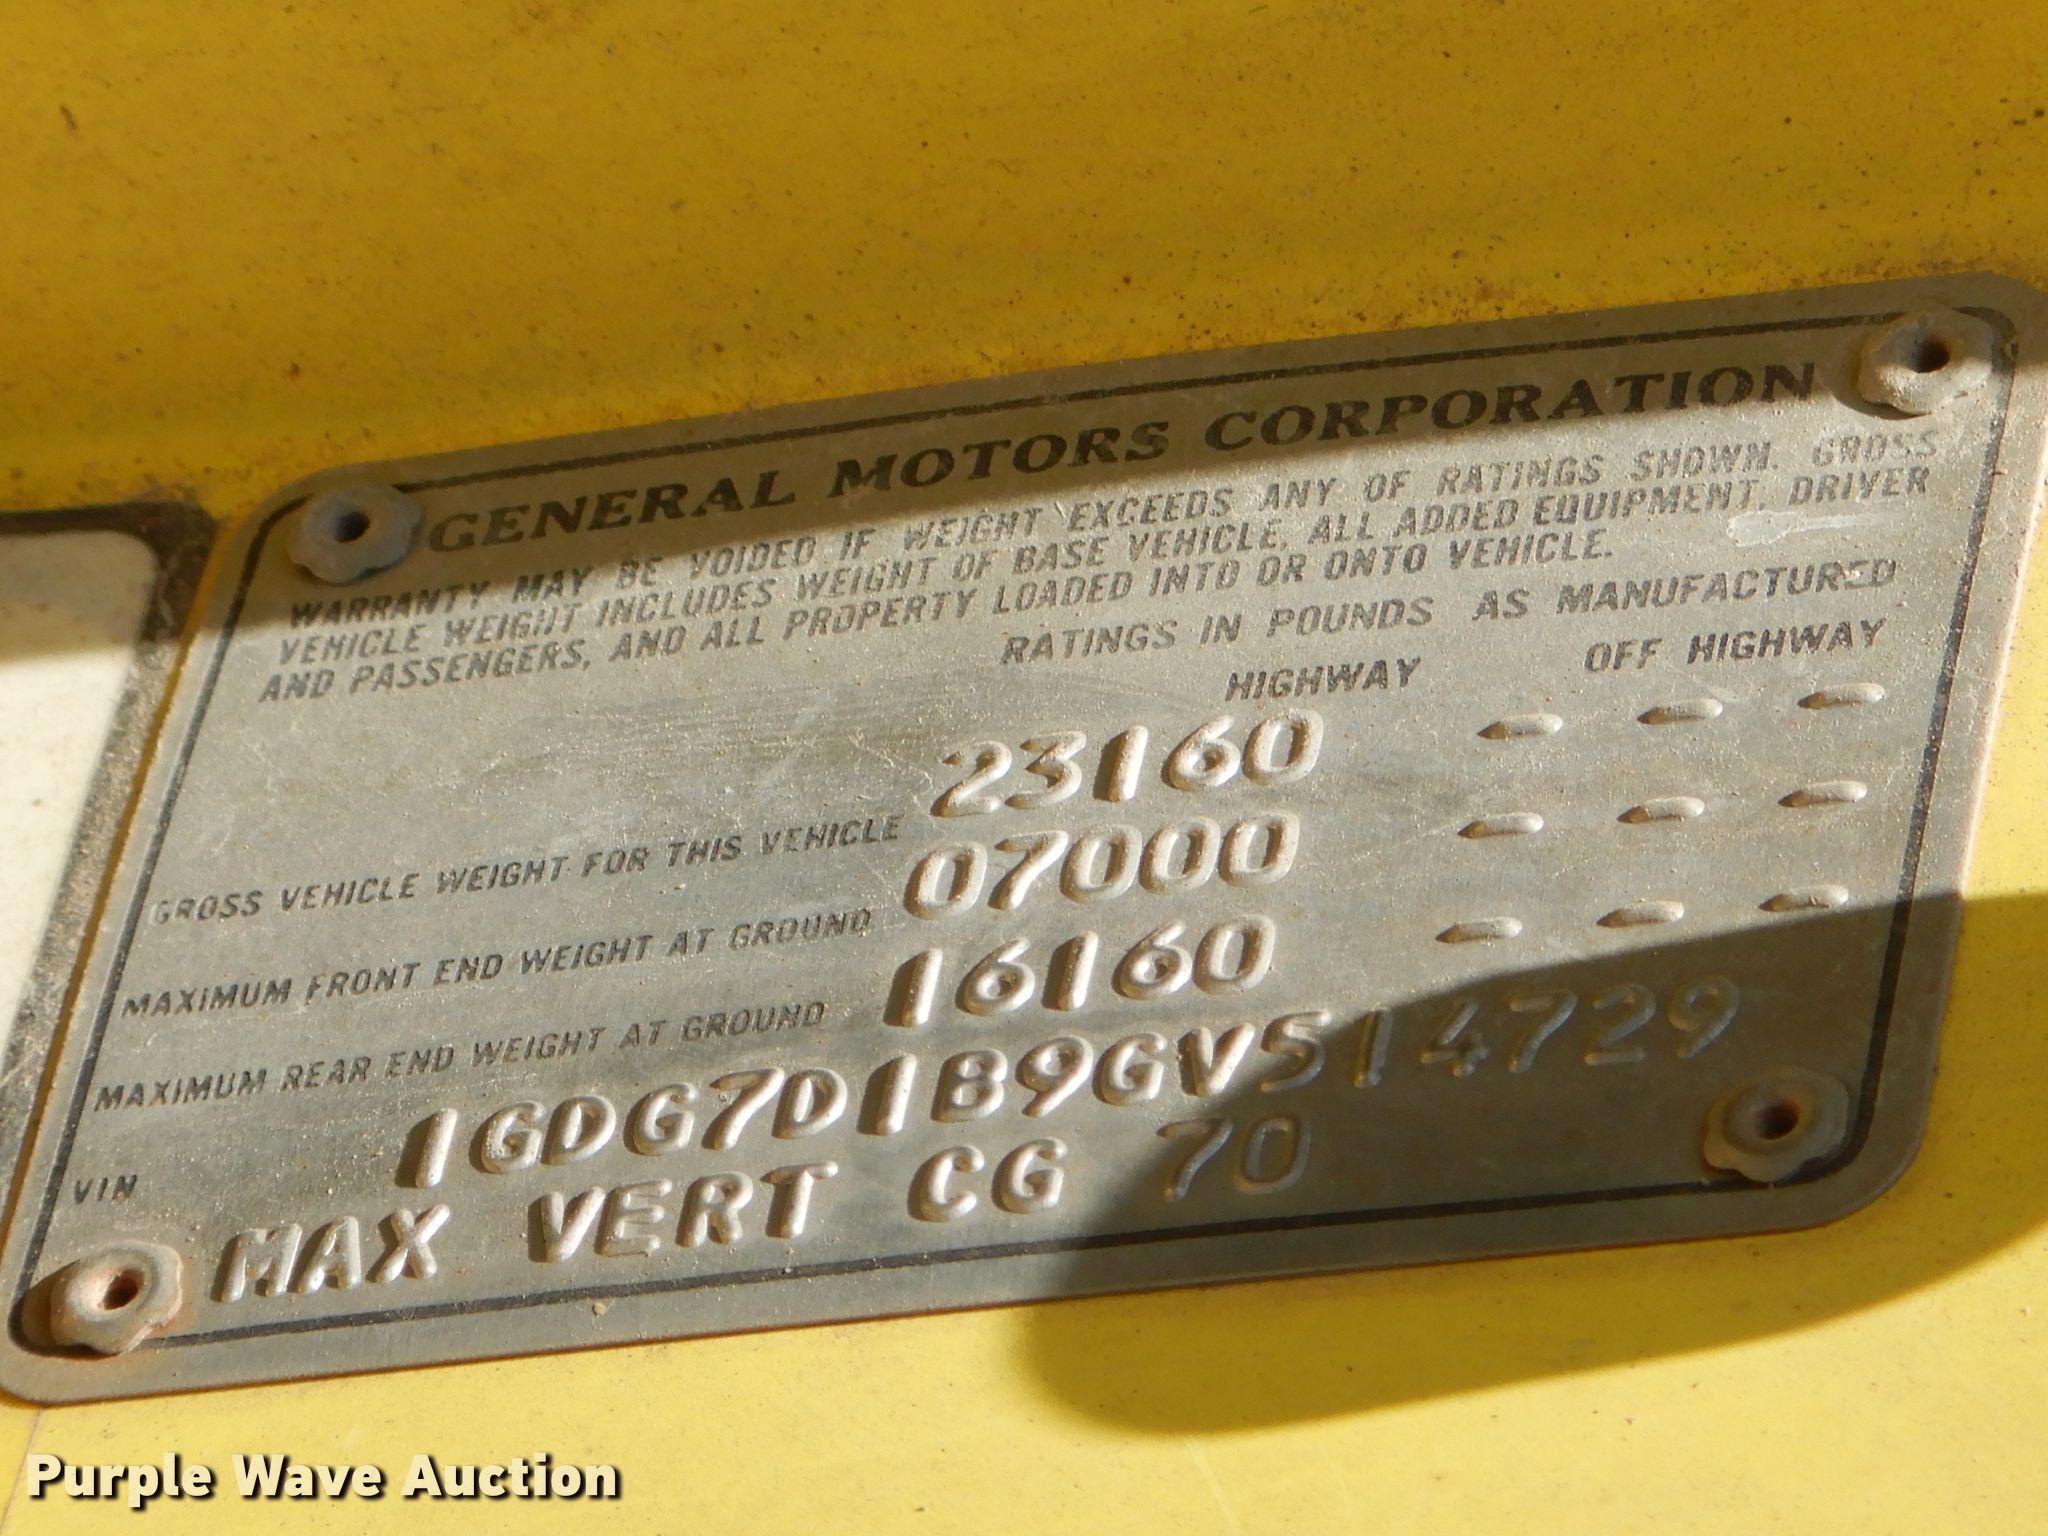 GENERAL MOTORS CORPORATION
WARRANTY MAY BE VOIDED IF WEIGHT EXCEEDS ANY OF RATINGS SHOWN. GROSS
VEHICLE WEIGHT INCLUDES WEIGHT OF BASE VEHICLE, ALL ADDED EQUIPMENT, DRIVER
AND PASSENGERS, AND ALL PROPERTY LOADED INTO OR ONTO VEHICLE.
RATINGS IN POUNDS AS MANUFACTURED
HIGHWAY OFF HIGHWAY
GROSS VEHICLE WEIGHT FOR THIS VEHICLE 23160 - - -
MAXIMUM FRONT END WEIGHT AT GROUND 07000 - - -
MAXIMUM REAR END WEIGHT AT GROUND 16160 - - -
VIN 1GDG7D1B9GV514729
MAX VERT CG 70
Purple Wave Auction